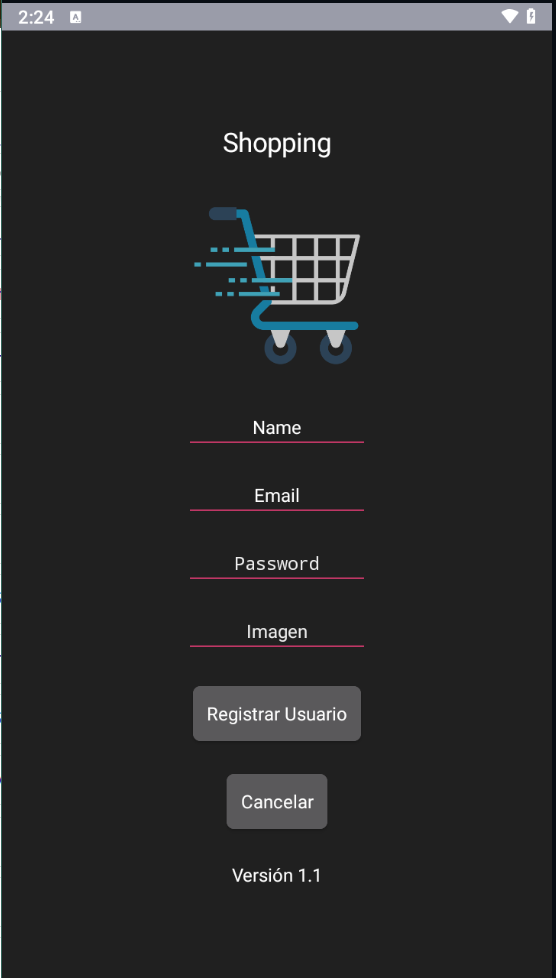 2:24
Shopping
Name
Email
Password
Imagen
Registrar Usuario
Cancelar
Versión 1.1